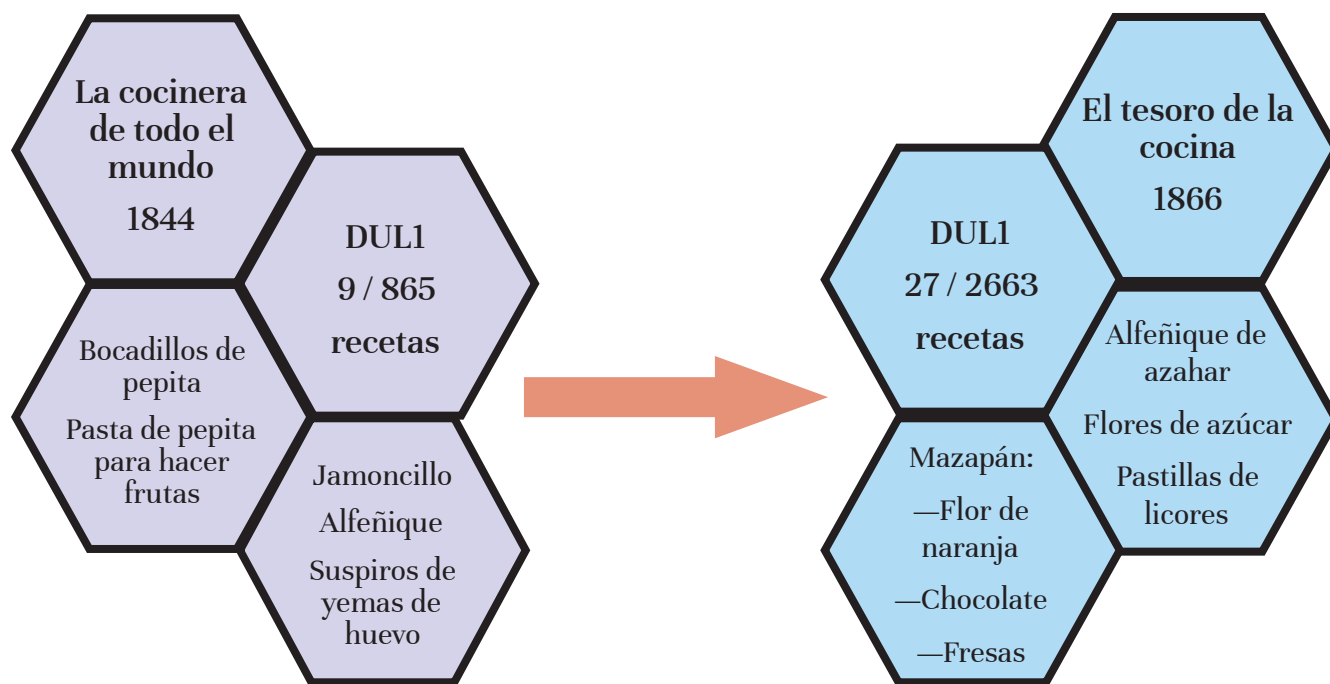 La cocinera
de todo el
mundo
1844
DUL1
9 / 865
recetas
Bocadillos de
pepita
Pasta de pepita
para hacer
frutas
Jamoncillo
Alfeñique
Suspiros de
yemas de
huevo
El tesoro de la
cocina
1866
DUL1
27 / 2663
recetas
Alfeñique de
azahar
Flores de azúcar
Pastillas de
licores
Mazapán:
—Flor de
naranja
—Chocolate
—Fresas